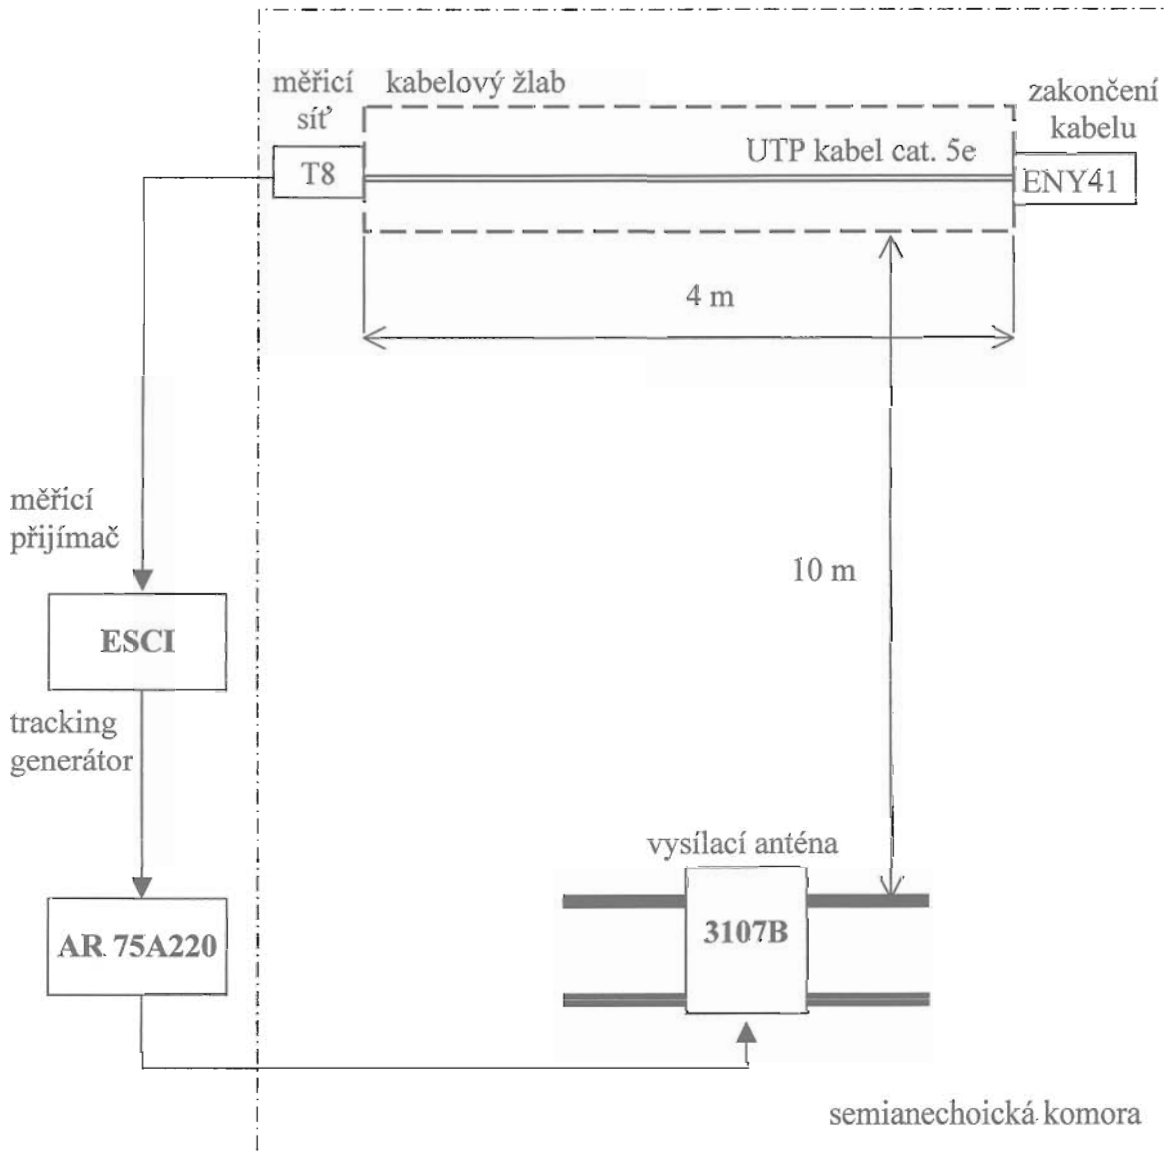 měřicí
síť
kabelový žlab
zakončení
kabelu
UTP kabel cat. 5e
T8
ENY41
4 m
měřicí
přijímač
10 m
ESCI
tracking
generátor
vysílací anténa
AR 75A220
3107B
semianechoická komora